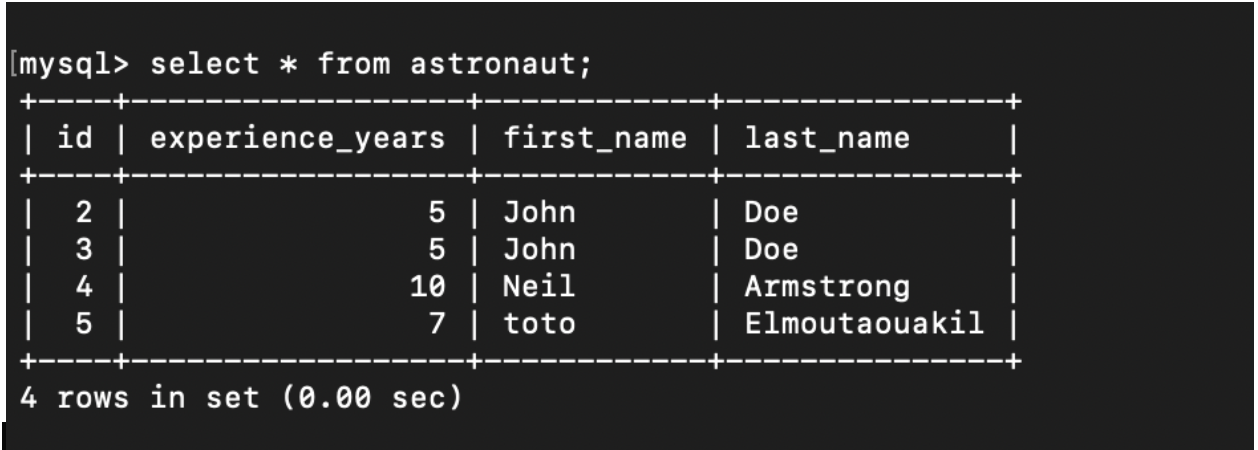 [mysql> select * from astronaut;
+----+------------------+------------+---------------+
| id | experience_years | first_name | last_name     |
+----+------------------+------------+---------------+
|  2 |                5 | John       | Doe           |
|  3 |                5 | John       | Doe           |
|  4 |               10 | Neil       | Armstrong     |
|  5 |                7 | toto       | Elmoutaouakil |
+----+------------------+------------+---------------+
4 rows in set (0.00 sec)